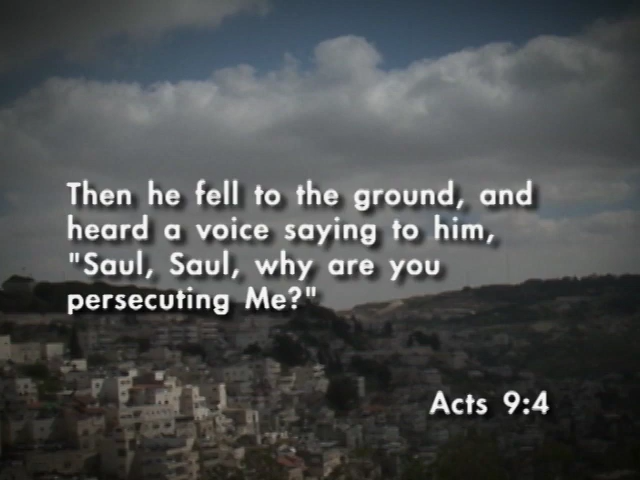 Then he fell to the ground, and
heard a voice saying to him,
"Saul, Saul, why are you
persecuting Me?"
Acts 9:4